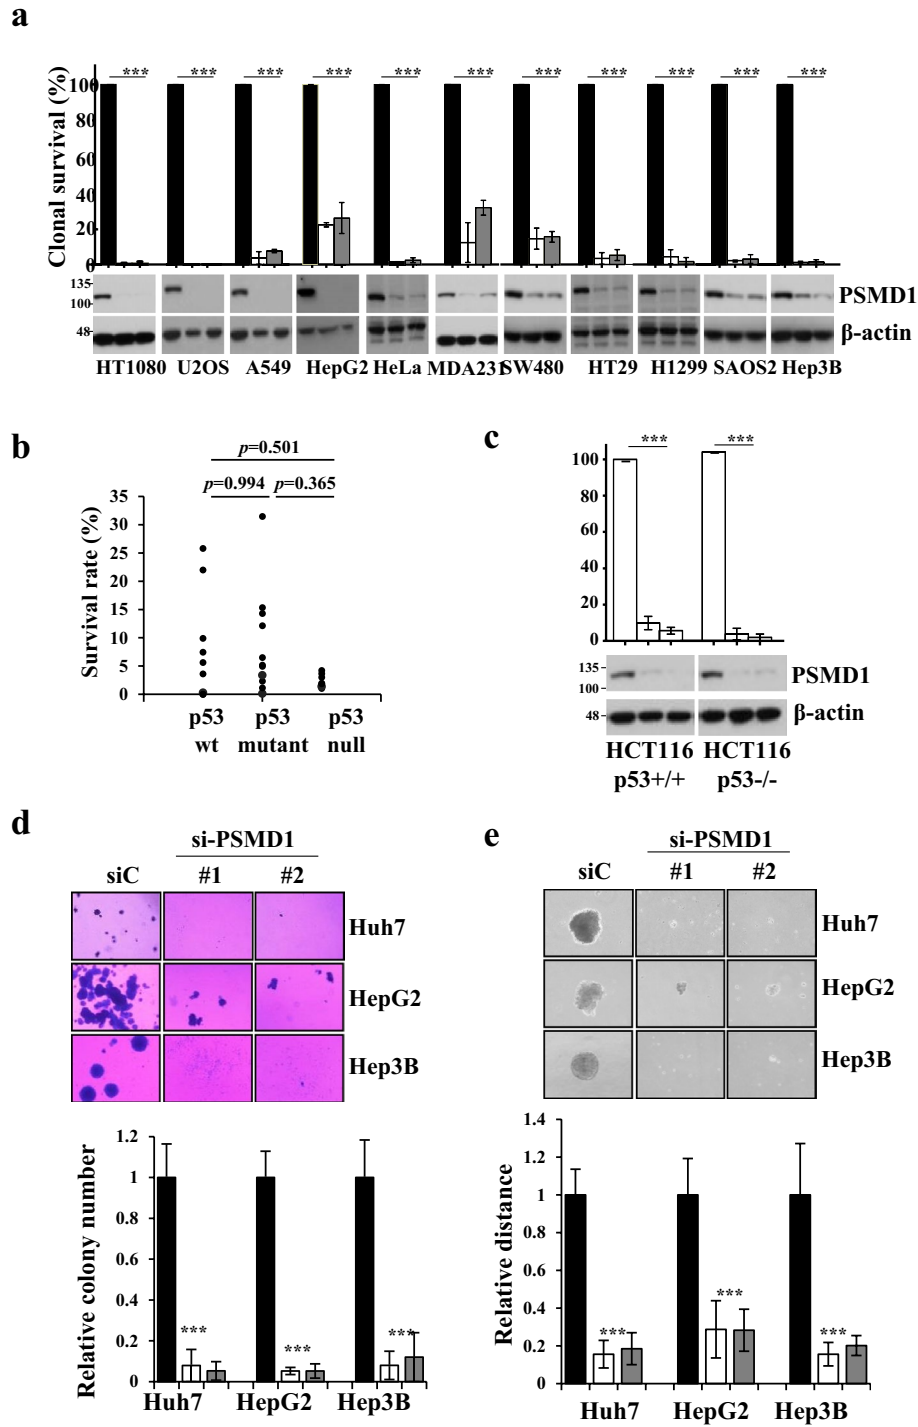 a
Clonal survival (%)
100
80
60
40
20
0
*** *** *** *** *** *** *** *** *** *** ***
135
100
48
PSMD1
β-actin
HT1080 U2OS A549 HepG2 HeLa MDA231 SW480 HT29 H1299 SAOS2 Hep3B
b
p=0.501
p=0.994 p=0.365
Survival rate (%)
35
30
25
20
15
10
5
0
p53 p53 p53
wt mutant null
c
*** ***
100
80
60
40
20
0
135
100
48
PSMD1
β-actin
HCT116 HCT116
p53+/+ p53-/-
d
si-PSMD1
siC #1 #2
Huh7
HepG2
Hep3B
Relative colony number
1.2
1
0.8
0.6
0.4
0.2
0
*** *** ***
Huh7 HepG2 Hep3B
e
si-PSMD1
siC #1 #2
Huh7
HepG2
Hep3B
Relative distance
1.4
1.2
1
0.8
0.6
0.4
0.2
0
*** *** ***
Huh7 HepG2 Hep3B